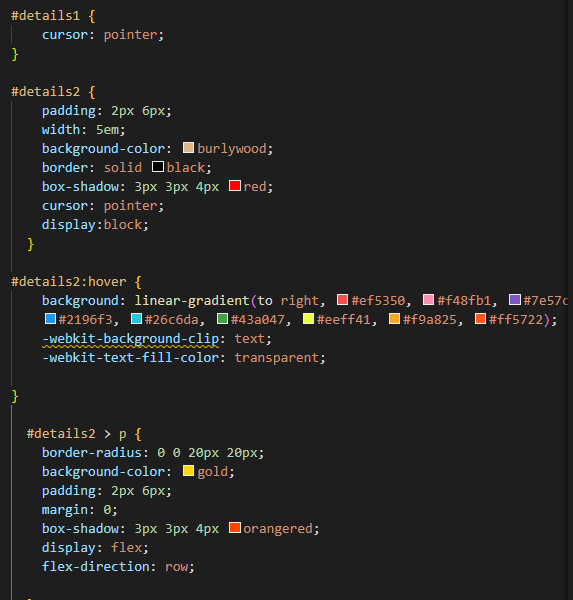 #details1 {
cursor: pointer;
}
#details2 {
padding: 2px 6px;
width: 5em;
background-color: burlywood;
border: solid black;
box-shadow: 3px 3px 4px red;
cursor: pointer;
display:block;
}
#details2:hover {
background: linear-gradient(to right, #ef5350, #f48fb1, #7e57c
#2196f3, #26c6da, #43a047, #eeff41, #f9a825, #ff5722);
-webkit-background-clip: text;
-webkit-text-fill-color: transparent;
}
#details2 > p {
border-radius: 0 0 20px 20px;
background-color: gold;
padding: 2px 6px;
margin: 0;
box-shadow: 3px 3px 4px orangered;
display: flex;
flex-direction: row;